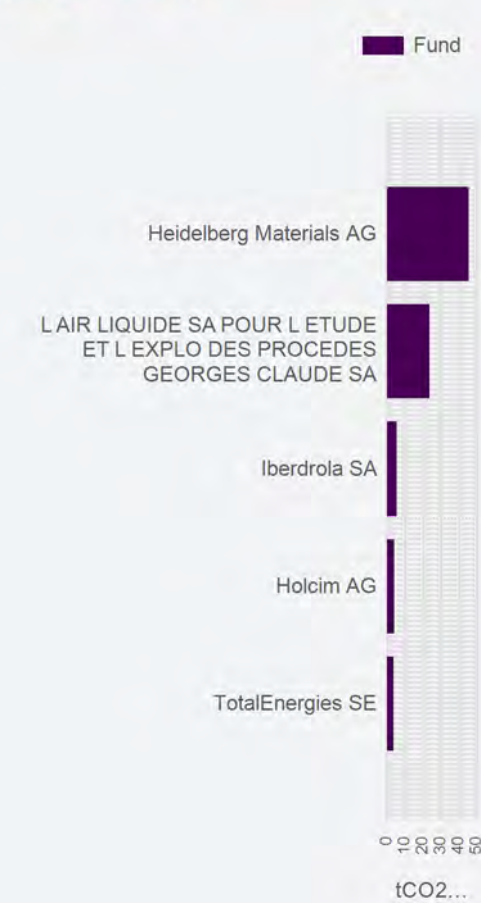 Fund
Heidelberg Materials AG
L AIR LIQUIDE SA POUR L ETUDE
ET L EXPLO DES PROCEDES
GEORGES CLAUDE SA
Iberdrola SA
Holcim AG
TotalEnergies SE
0 10 20 30 40 50
tCO2...